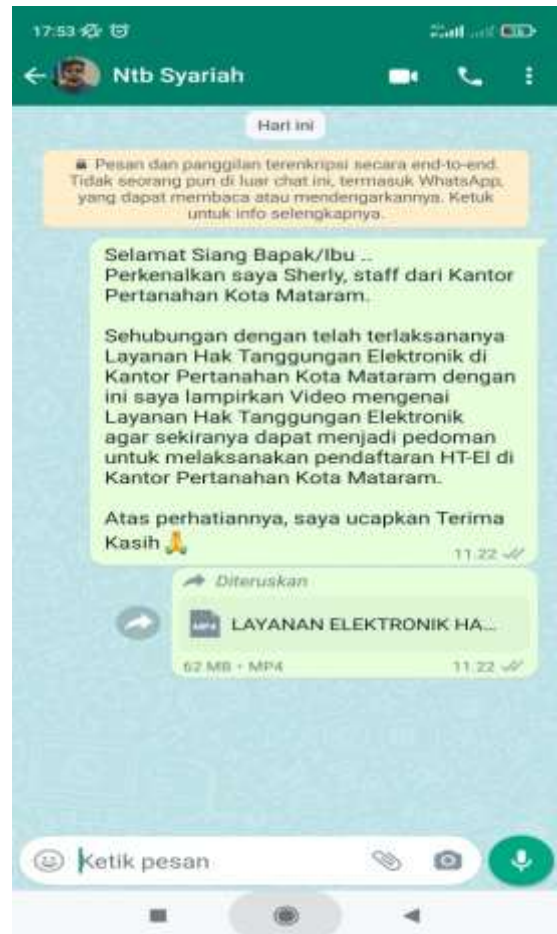 17:53
Ntb Syariah
Hari ini
Pesan dan panggilan terenkripsi secara end-to-end.
Tidak seorang pun di luar chat ini, termasuk WhatsApp,
yang dapat membaca atau mendengarkannya. Ketuk
untuk info selengkapnya.
Selamat Siang Bapak/Ibu ..
Perkenalkan saya Sherly, staff dari Kantor
Pertanahan Kota Mataram.
Sehubungan dengan telah terlaksananya
Layanan Hak Tanggungan Elektronik di
Kantor Pertanahan Kota Mataram dengan
ini saya lampirkan Video mengenai
Layanan Hak Tanggungan Elektronik
agar sekiranya dapat menjadi pedoman
untuk melaksanakan pendaftaran HT-El di
Kantor Pertanahan Kota Mataram.
Atas perhatiannya, saya ucapkan Terima
Kasih 🙏
11.22
Diteruskan
LAYANAN ELEKTRONIK HA...
62 MB • MP4
11.22
Ketik pesan